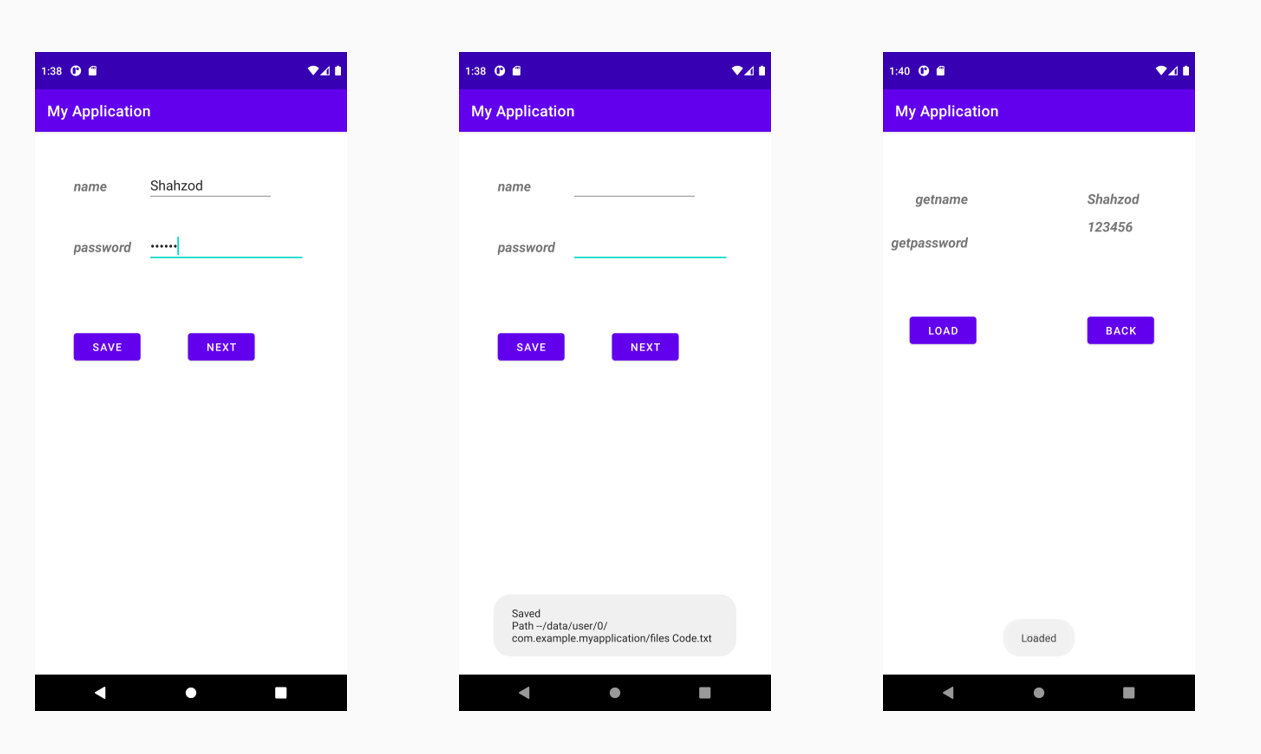 1:38
My Application
name Shahzod
password ••••••
SAVE NEXT
1:38
My Application
name
password
SAVE NEXT
Saved
Path --/data/user/0/
com.example.myapplication/files Code.txt
1:40
My Application
getname Shahzod
123456
getpassword
LOAD BACK
Loaded